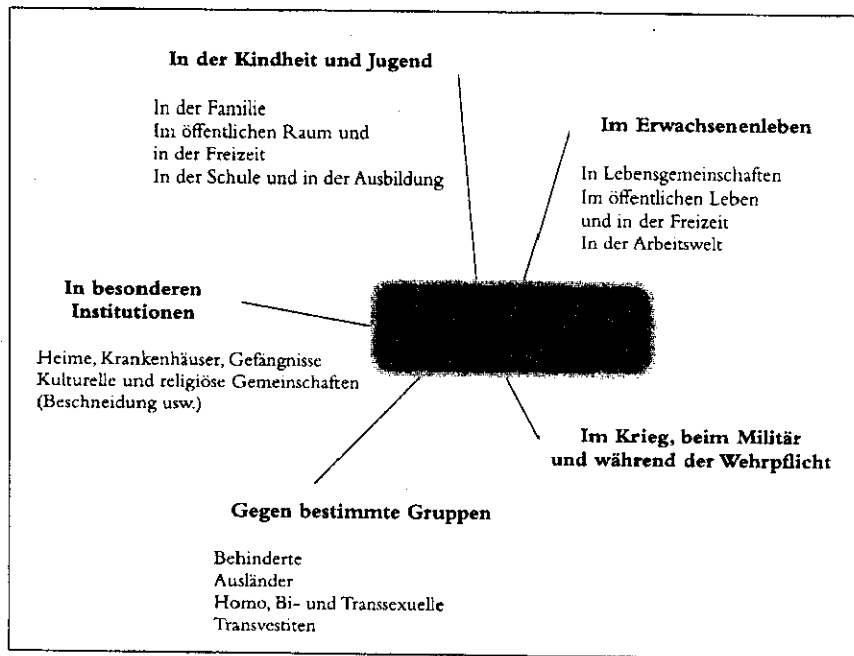 In der Kindheit und Jugend
In der Familie
Im öffentlichen Raum und
in der Freizeit
In der Schule und in der Ausbildung
Im Erwachsenenleben
In Lebensgemeinschaften
Im öffentlichen Leben
und in der Freizeit
In der Arbeitswelt
In besonderen
Institutionen
Heime, Krankenhäuser, Gefängnisse
Kulturelle und religiöse Gemeinschaften
(Beschneidung usw.)
Im Krieg, beim Militär
und während der Wehrpflicht
Gegen bestimmte Gruppen
Behinderte
Ausländer
Homo, Bi- und Transsexuelle
Transvestiten